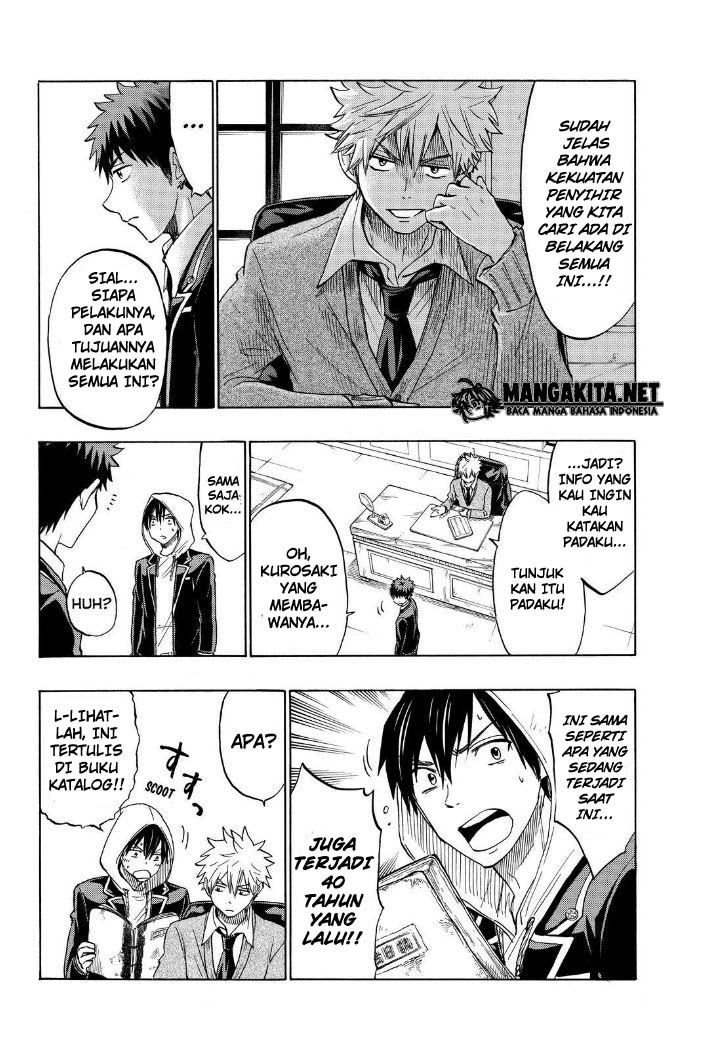 SUDAH
JELAS
BAHWA
KEKUATAN
PENYIHIR
YANG KITA
CARI ADA DI
BELAKANG
SEMUA
INI...!!
...
SIAL...
SIAPA
PELAKUNYA,
DAN APA
TUJUANNYA
MELAKUKAN
SEMUA INI?
MANGAKITA.NET
BACA MANGA BAHASA INDONESIA
...JADI?
INFO YANG
KAU INGIN
KAU
KATAKAN
PADAKU...
TUNJUK
KAN ITU
PADAKU!
OH,
KUROSAKI
YANG
MEMBA-
WANYA...
SAMA
SAJA
KOK...
HUH?
INI SAMA
SEPERTI
APA YANG
SEDANG
TERJADI
SAAT
INI...
JUGA
TERJADI
40
TAHUN
YANG
LALU!!
APA?
L-LIHAT-
LAH, INI
TERTULIS
DI BUKU
KATALOG!!
すすっ
SCOOT